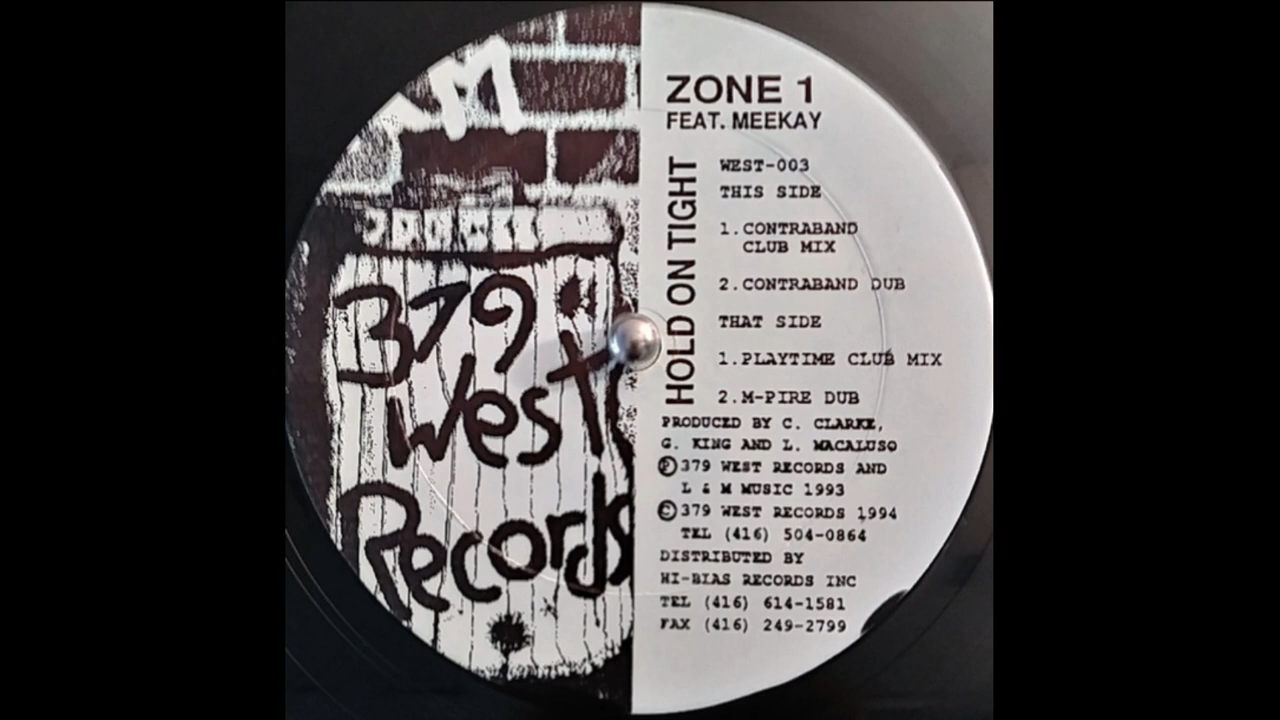 379
West
Records
ZONE 1
FEAT. MEEKAY
HOLD ON TIGHT
WEST-003
THIS SIDE
1. CONTRABAND
CLUB MIX
2. CONTRABAND DUB
THAT SIDE
1. PLAYTIME CLUB MIX
2. M-PIRE DUB
PRODUCED BY C. CLARKE,
G. KING AND L. MACALUSO
Ⓟ 379 WEST RECORDS AND
L & M MUSIC 1993
© 379 WEST RECORDS 1994
TEL (416) 504-0864
DISTRIBUTED BY
HI-BIAS RECORDS INC
TEL (416) 614-1581
FAX (416) 249-2799